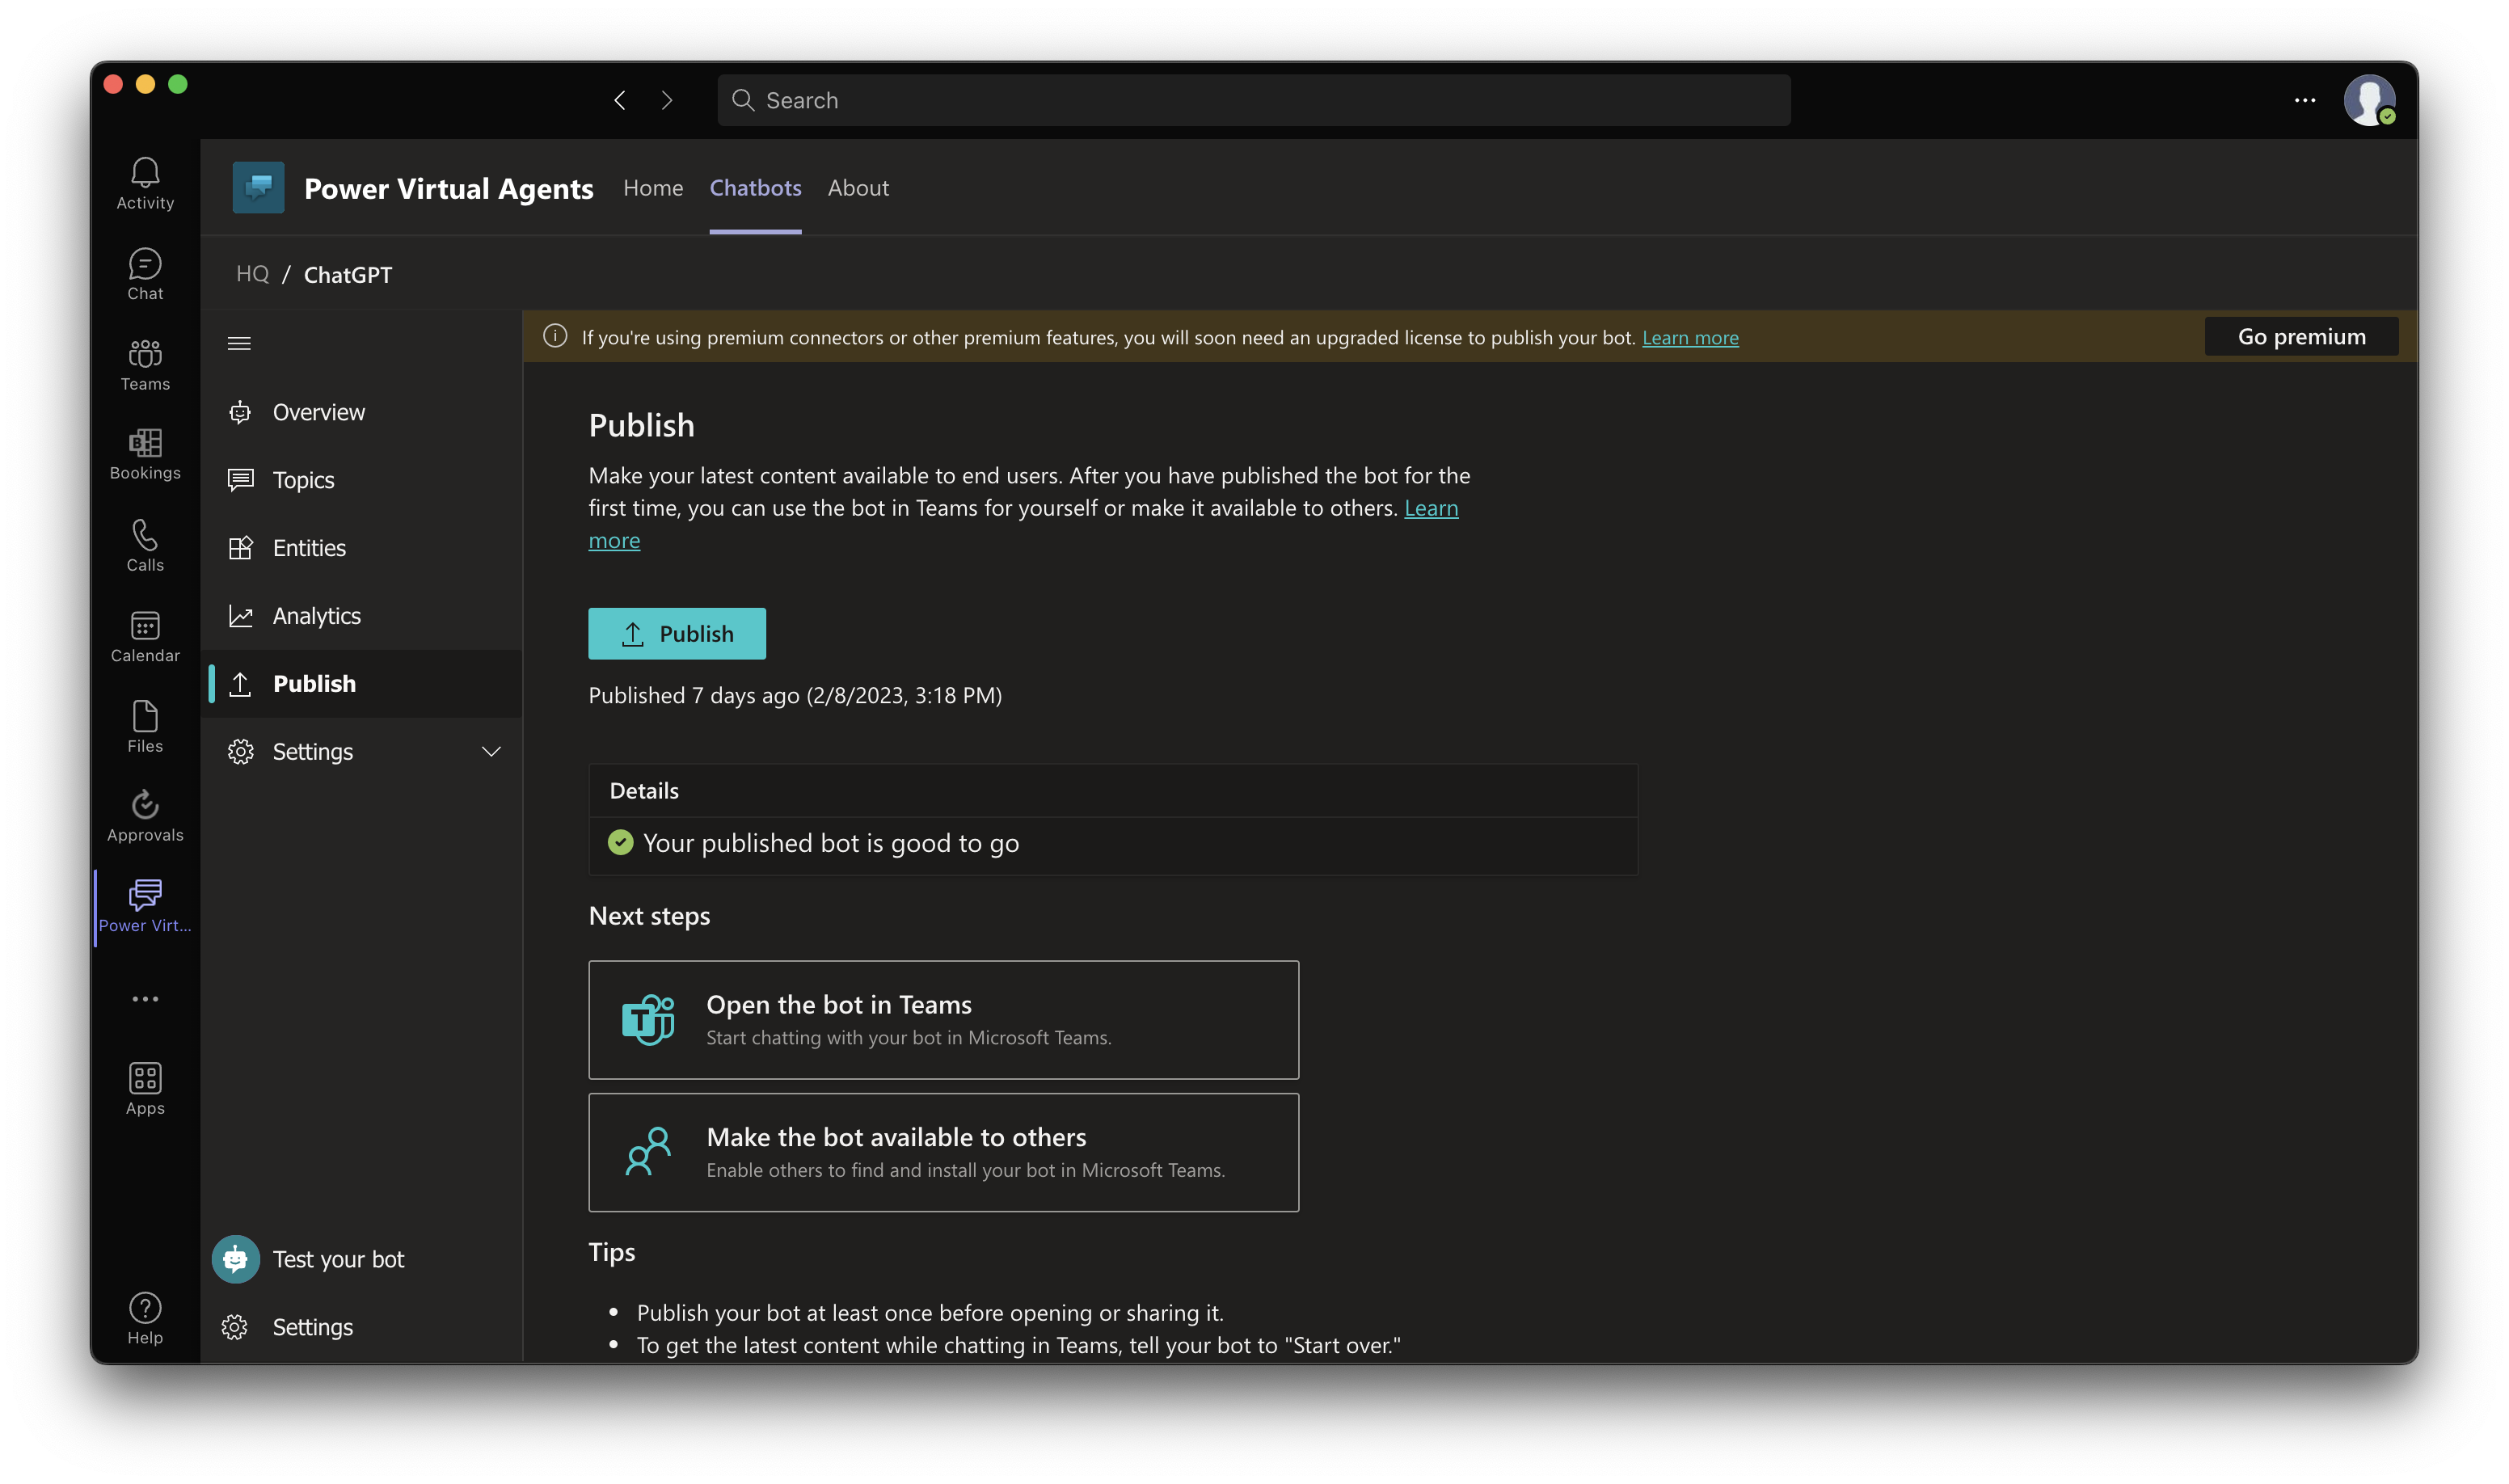 Search
Activity
Chat
Teams
Bookings
Calls
Calendar
Files
Approvals
Power Virt...
Apps
Help
Power Virtual Agents
Home
Chatbots
About
HQ / ChatGPT
Overview
Topics
Entities
Analytics
Publish
Settings
Test your bot
Settings
If you're using premium connectors or other premium features, you will soon need an upgraded license to publish your bot. Learn more
Go premium
Publish
Make your latest content available to end users. After you have published the bot for the
first time, you can use the bot in Teams for yourself or make it available to others. Learn
more
Publish
Published 7 days ago (2/8/2023, 3:18 PM)
Details
Your published bot is good to go
Next steps
Open the bot in Teams
Start chatting with your bot in Microsoft Teams.
Make the bot available to others
Enable others to find and install your bot in Microsoft Teams.
Tips
• Publish your bot at least once before opening or sharing it.
• To get the latest content while chatting in Teams, tell your bot to "Start over."